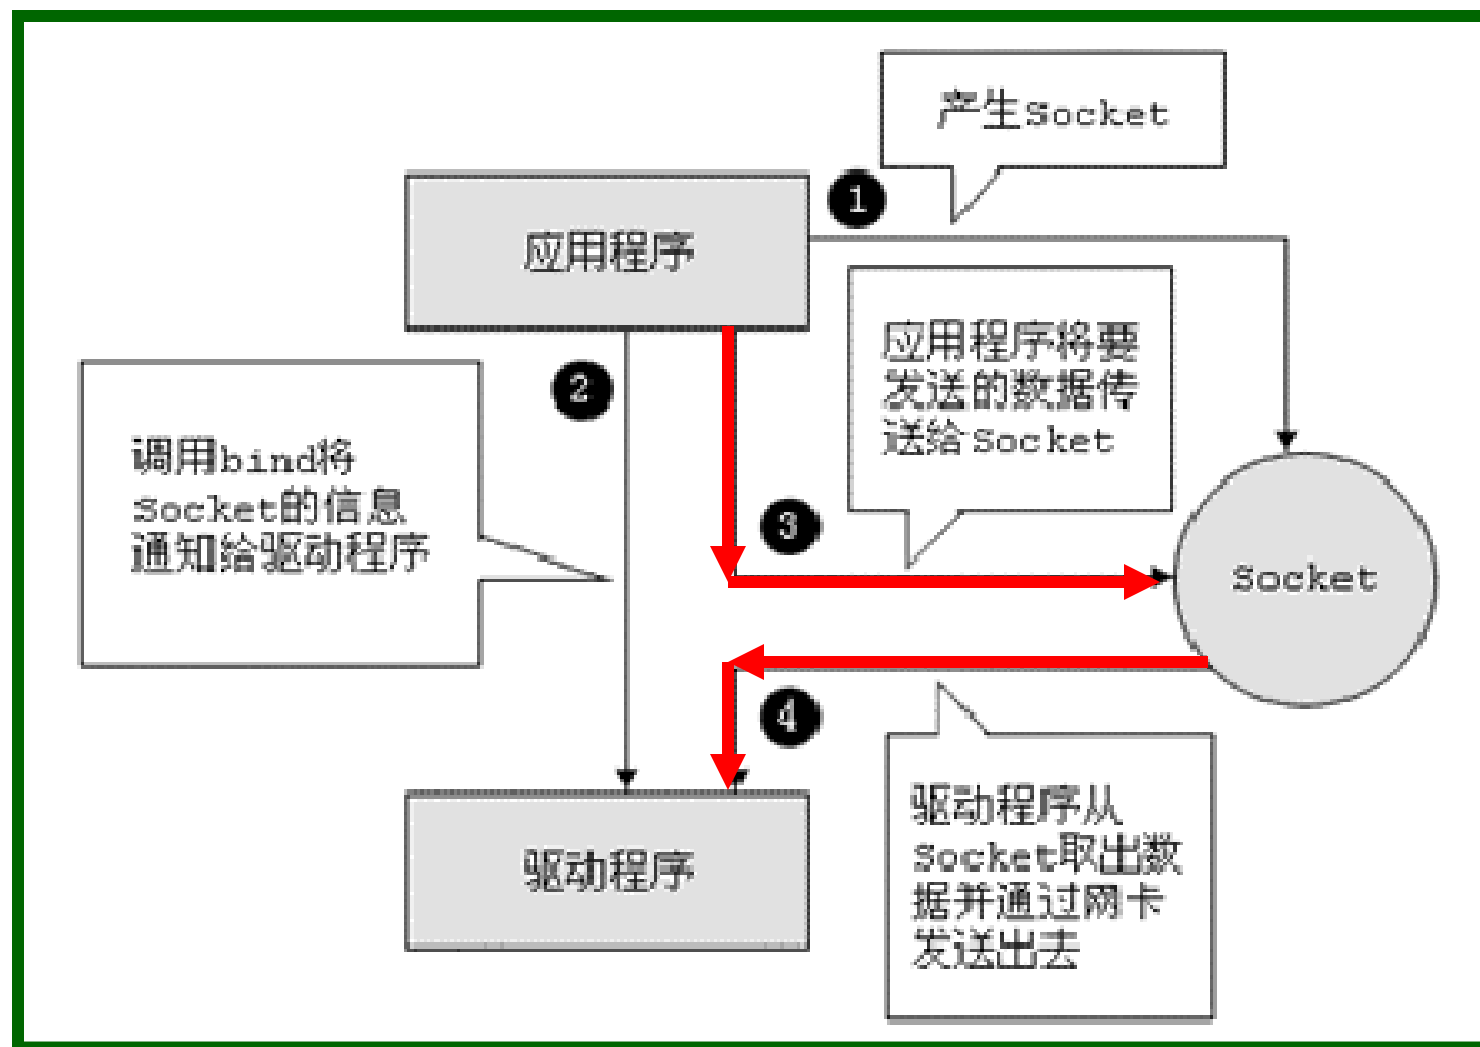 产生Socket
1
应用程序
应用程序将要
发送的数据传
送给Socket
2
调用bind将
Socket的信息
通知给驱动程序
3
Socket
4
驱动程序从
Socket取出数
据并通过网卡
发送出去
驱动程序